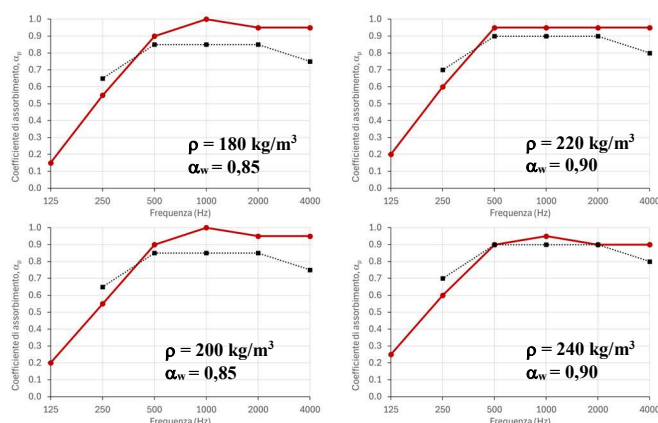 Coefficiente di assorbimento, αp
1.0
0.9
0.8
0.7
0.6
0.5
0.4
0.3
0.2
0.1
0.0
125 250 500 1000 2000 4000
Frequenza (Hz)
ρ = 180 kg/m³
αw = 0,85
Coefficiente di assorbimento, αp
1.0
0.9
0.8
0.7
0.6
0.5
0.4
0.3
0.2
0.1
0.0
125 250 500 1000 2000 4000
Frequenza (Hz)
ρ = 220 kg/m³
αw = 0,90
Coefficiente di assorbimento, αp
1.0
0.9
0.8
0.7
0.6
0.5
0.4
0.3
0.2
0.1
0.0
125 250 500 1000 2000 4000
Frequenza (Hz)
ρ = 200 kg/m³
αw = 0,85
Coefficiente di assorbimento, αp
1.0
0.9
0.8
0.7
0.6
0.5
0.4
0.3
0.2
0.1
0.0
125 250 500 1000 2000 4000
Frequenza (Hz)
ρ = 240 kg/m³
αw = 0,90